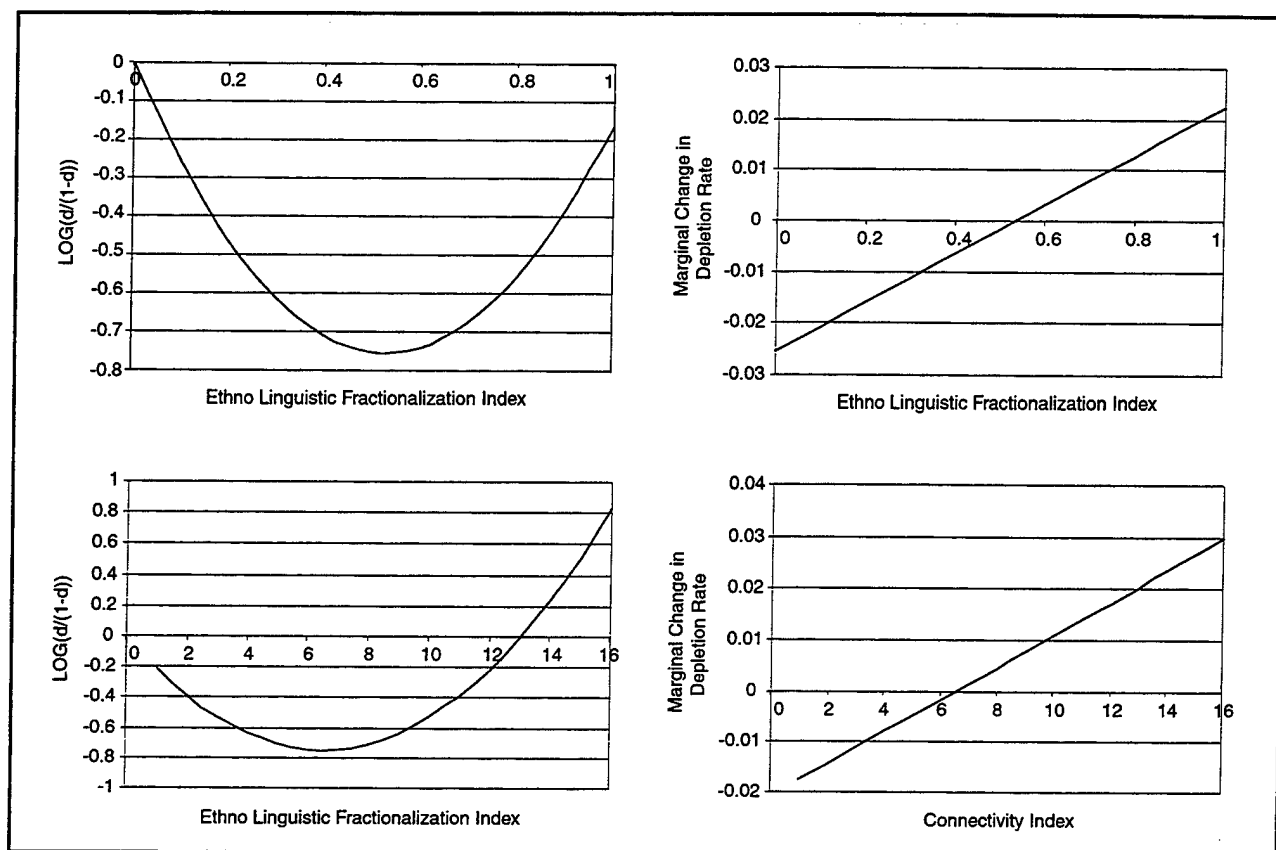 0
-0.1
-0.2
-0.3
-0.4
-0.5
-0.6
-0.7
-0.8
0 0.2 0.4 0.6 0.8 1
LOG(d/(1-d))
Ethno Linguistic Fractionalization Index
0.03
0.02
0.01
0
-0.01
-0.02
-0.03
0 0.2 0.4 0.6 0.8 1
Marginal Change in
Depletion Rate
Ethno Linguistic Fractionalization Index
1
0.8
0.6
0.4
0.2
0
-0.2
-0.4
-0.6
-0.8
-1
0 2 4 6 8 10 12 14 16
LOG(d/(1-d))
Ethno Linguistic Fractionalization Index
0.04
0.03
0.02
0.01
0
-0.01
-0.02
0 2 4 6 8 10 12 14 16
Marginal Change in
Depletion Rate
Connectivity Index